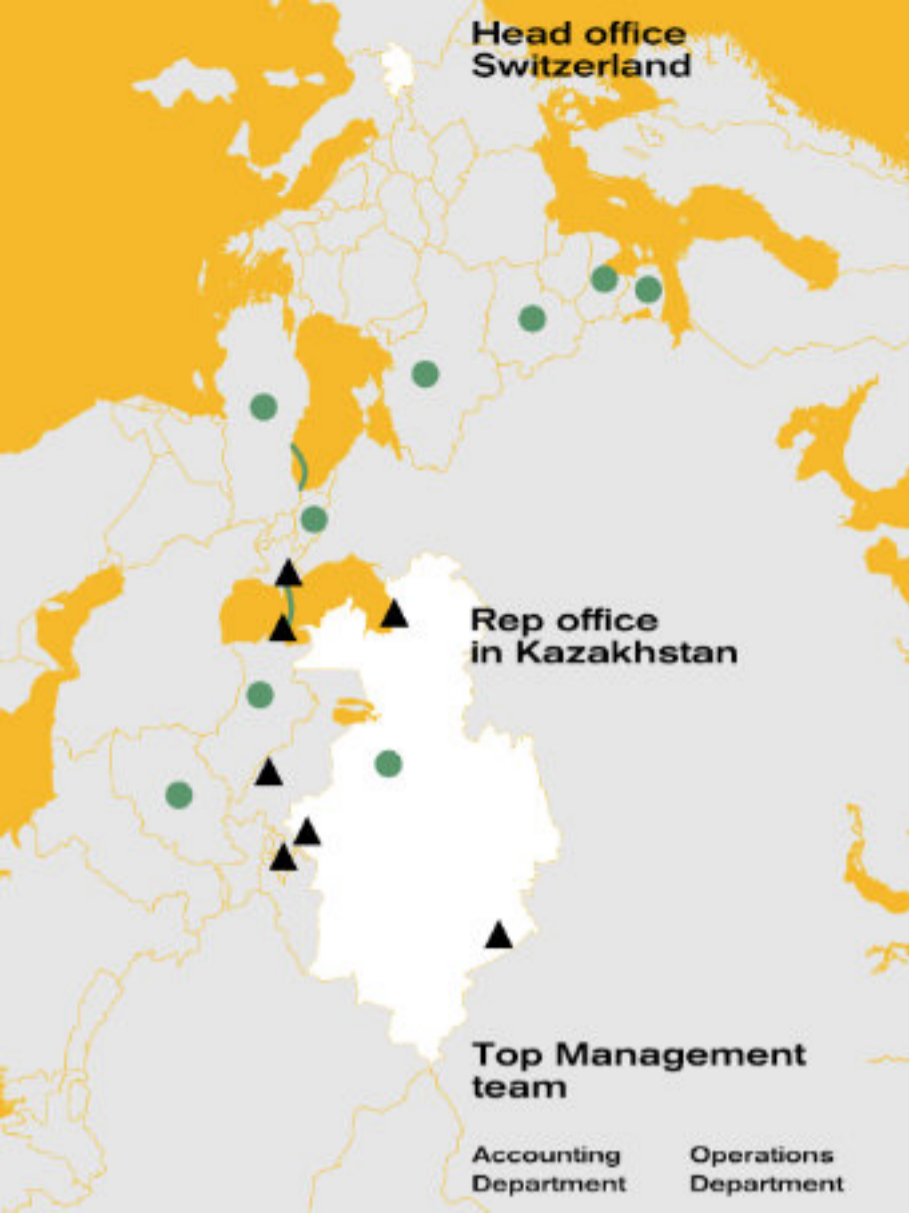 Head office
Switzerland
Rep office
in Kazakhstan
Top Management
team
Accounting
Department
Operations
Department